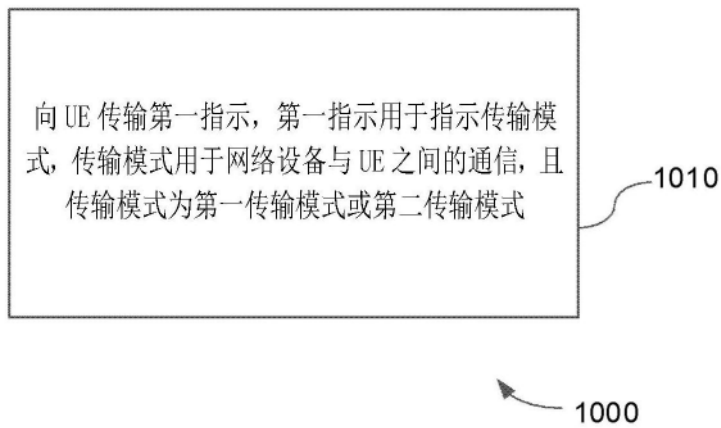 向 UE 传输第一指示，第一指示用于指示传输模
式，传输模式用于网络设备与 UE 之间的通信，且
传输模式为第一传输模式或第二传输模式
1010
1000